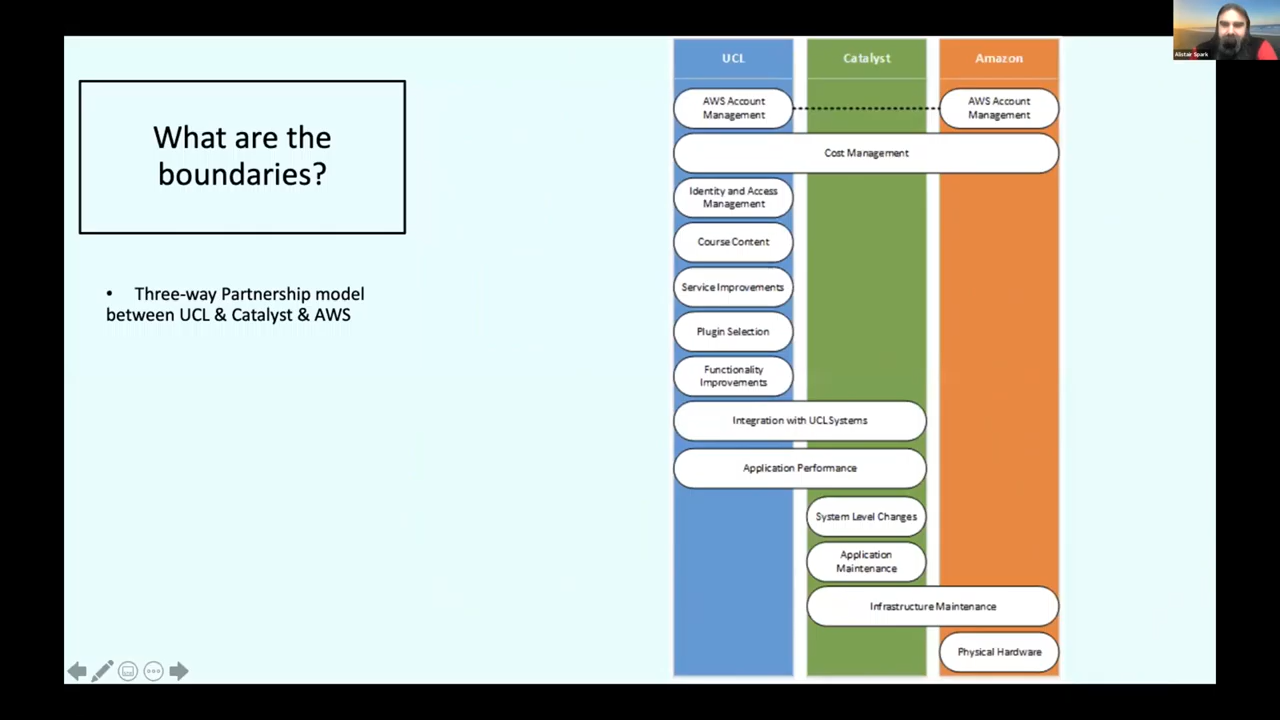 Alistair Spark
What are the
boundaries?
• Three-way Partnership model
between UCL & Catalyst & AWS
UCL
Catalyst
Amazon
AWS Account
Management
AWS Account
Management
Cost Management
Identity and Access
Management
Course Content
Service Improvements
Plugin Selection
Functionality
Improvements
Integration with UCL Systems
Application Performance
System Level Changes
Application
Maintenance
Infrastructure Maintenance
Physical Hardware